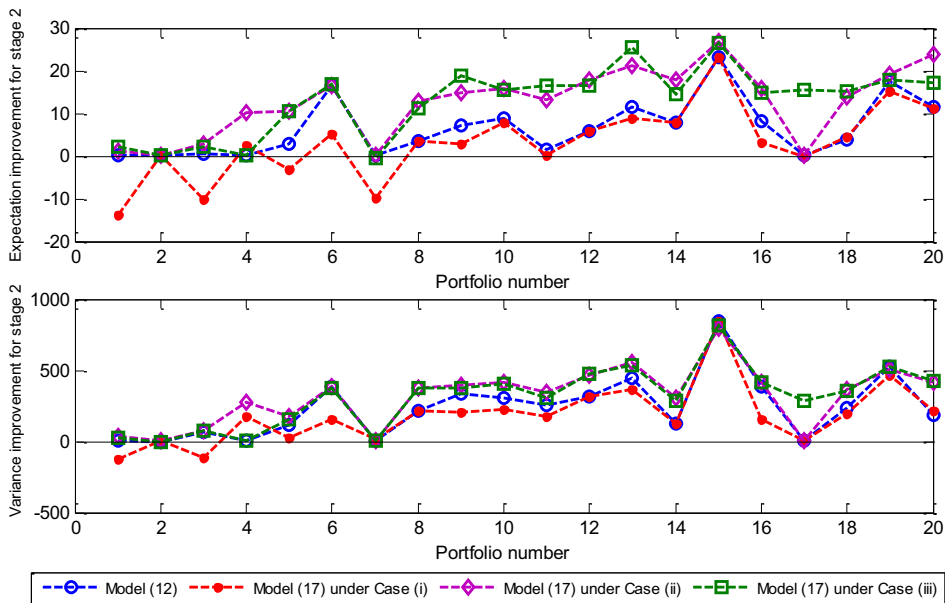 Expectation improvement for stage 2
30
20
10
0
-10
-20
0 2 4 6 8 10 12 14 16 18 20
Portfolio number
Variance improvement for stage 2
1000
500
0
-500
0 2 4 6 8 10 12 14 16 18 20
Portfolio number
Model (12) Model (17) under Case (i) Model (17) under Case (ii) Model (17) under Case (iii)